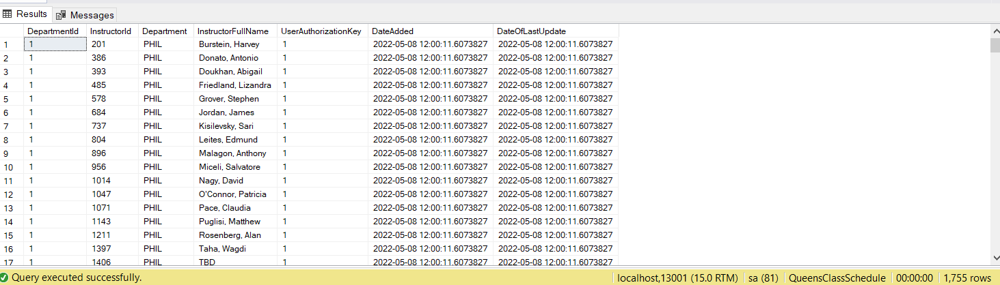 Results Messages
DepartmentId InstructorId Department InstructorFullName UserAuthorizationKey DateAdded DateOfLastUpdate
1 1 201 PHIL Burstein, Harvey 1 2022-05-08 12:00:11.6073827 2022-05-08 12:00:11.6073827
2 1 386 PHIL Donato, Antonio 1 2022-05-08 12:00:11.6073827 2022-05-08 12:00:11.6073827
3 1 393 PHIL Doukhan, Abigail 1 2022-05-08 12:00:11.6073827 2022-05-08 12:00:11.6073827
4 1 485 PHIL Friedland, Lizandra 1 2022-05-08 12:00:11.6073827 2022-05-08 12:00:11.6073827
5 1 578 PHIL Grover, Stephen 1 2022-05-08 12:00:11.6073827 2022-05-08 12:00:11.6073827
6 1 684 PHIL Jordan, James 1 2022-05-08 12:00:11.6073827 2022-05-08 12:00:11.6073827
7 1 737 PHIL Kisilevsky, Sari 1 2022-05-08 12:00:11.6073827 2022-05-08 12:00:11.6073827
8 1 804 PHIL Leites, Edmund 1 2022-05-08 12:00:11.6073827 2022-05-08 12:00:11.6073827
9 1 896 PHIL Malagon, Anthony 1 2022-05-08 12:00:11.6073827 2022-05-08 12:00:11.6073827
10 1 956 PHIL Miceli, Salvatore 1 2022-05-08 12:00:11.6073827 2022-05-08 12:00:11.6073827
11 1 1014 PHIL Nagy, David 1 2022-05-08 12:00:11.6073827 2022-05-08 12:00:11.6073827
12 1 1047 PHIL O'Connor, Patricia 1 2022-05-08 12:00:11.6073827 2022-05-08 12:00:11.6073827
13 1 1071 PHIL Pace, Claudia 1 2022-05-08 12:00:11.6073827 2022-05-08 12:00:11.6073827
14 1 1143 PHIL Puglisi, Matthew 1 2022-05-08 12:00:11.6073827 2022-05-08 12:00:11.6073827
15 1 1211 PHIL Rosenberg, Alan 1 2022-05-08 12:00:11.6073827 2022-05-08 12:00:11.6073827
16 1 1397 PHIL Taha, Wagdi 1 2022-05-08 12:00:11.6073827 2022-05-08 12:00:11.6073827
17 1 1406 PHIL TBD 1 2022-05-08 12:00:11.6073827 2022-05-08 12:00:11.6073827
Query executed successfully. localhost,13001 (15.0 RTM) sa (81) QueensClassSchedule 00:00:00 1,755 rows